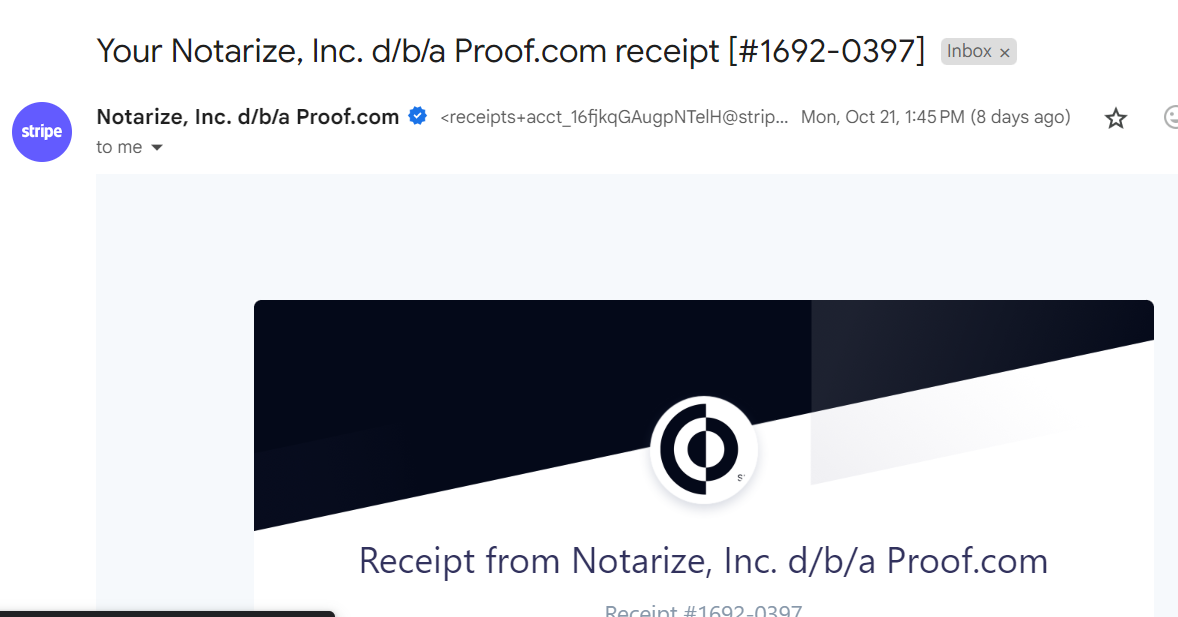 Your Notarize, Inc. d/b/a Proof.com receipt [#1692-0397] Inbox ×
stripe
Notarize, Inc. d/b/a Proof.com <receipts+acct_16fjkqGAugpNTelH@strip... Mon, Oct 21, 1:45 PM (8 days ago)
to me
Receipt from Notarize, Inc. d/b/a Proof.com
Receipt #1692-0397